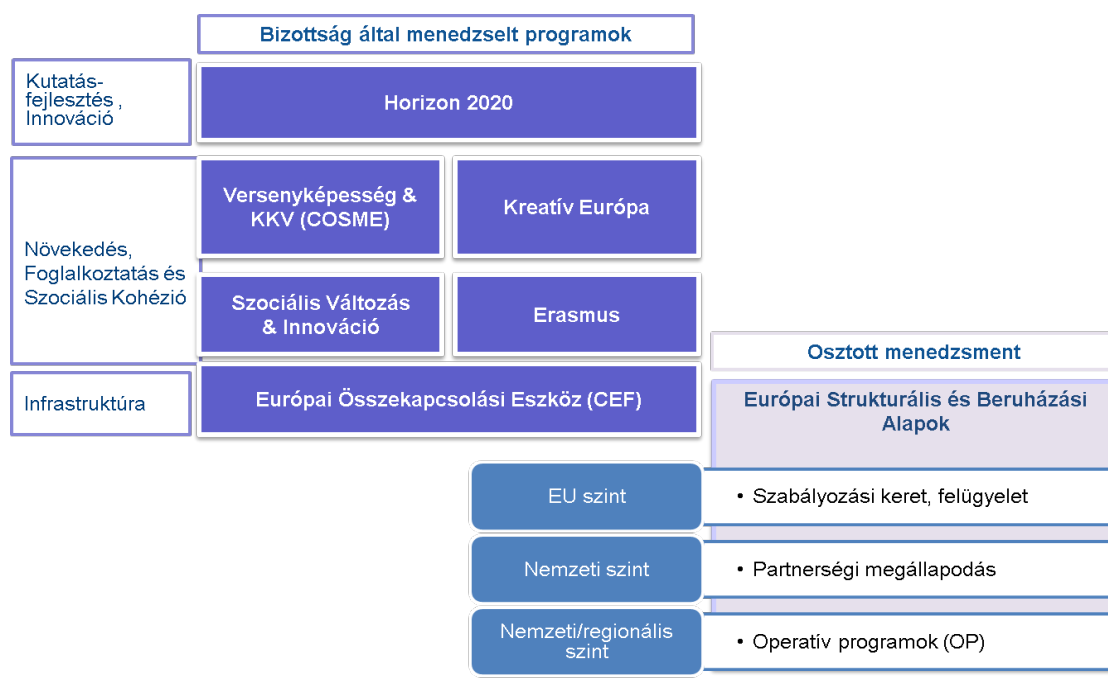 Bizottság által menedzselt programok
Kutatás-
fejlesztés ,
Innováció
Horizon 2020
Növekedés,
Foglalkoztatás és
Szociális Kohézió
Versenyképesség &
KKV (COSME)
Kreatív Európa
Szociális Változás
& Innováció
Erasmus
Infrastruktúra
Európai Összekapcsolási Eszköz (CEF)
Osztott menedzsment
Európai Strukturális és Beruházási
Alapok
EU szint
• Szabályozási keret, felügyelet
Nemzeti szint
• Partnerségi megállapodás
Nemzeti/regionális
szint
• Operatív programok (OP)